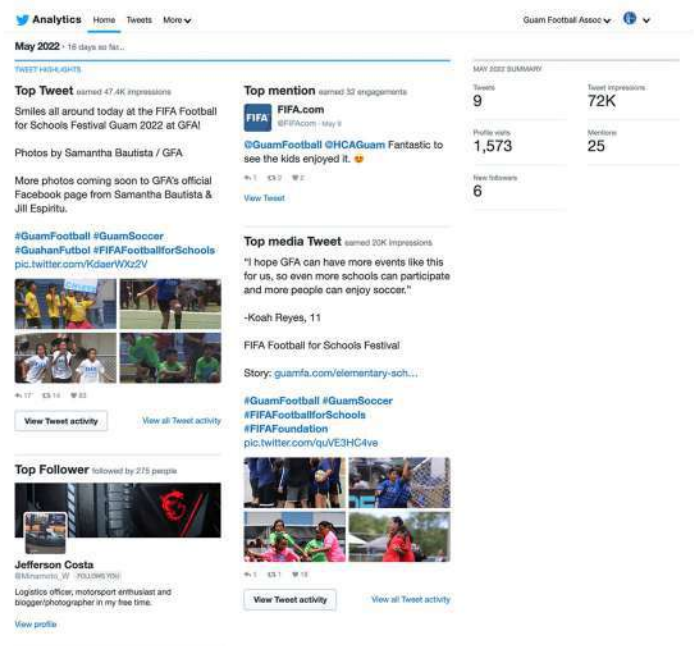 Analytics Home Tweets More
Guam Football Assoc
May 2022 · 16 days so far...
TWEET HIGHLIGHTS
Top Tweet earned 47.4K impressions
Smiles all around today at the FIFA Football
for Schools Festival Guam 2022 at GFA!
Photos by Samantha Bautista / GFA
More photos coming soon to GFA's official
Facebook page from Samantha Bautista &
Jill Espiritu.
#GuamFootball #GuamSoccer
#GuahanFutbol #FIFAFootballforSchools
pic.twitter.com/KdaerWXz2V
17 14
View Tweet activity
View all Tweet activity
Top Follower followed by 275 people
Jefferson Costa
@Minamoto_W FOLLOWS YOU
Logistics officer, motorsport enthusiast and
blogger/photographer in my free time.
View profile
Top mention earned 32 engagements
FIFA
FIFA.com
@FIFAcom · May 6
@GuamFootball @HCAGuam Fantastic to
see the kids enjoyed it. 😍
1 2 2
View Tweet
Top media Tweet earned 20K impressions
"I hope GFA can have more events like this
for us, so even more schools can participate
and more people can enjoy soccer."
-Koah Reyes, 11
FIFA Football for Schools Festival
Story: guamfa.com/elementary-sch...
#GuamFootball #GuamSoccer
#FIFAFootballforSchools
#FIFAFoundation
pic.twitter.com/quVE3HC4ve
1 1
View Tweet activity
View all Tweet activity
MAY 2022 SUMMARY
Tweets
9
Tweet impressions
72K
Profile visits
1,573
Mentions
25
New followers
6